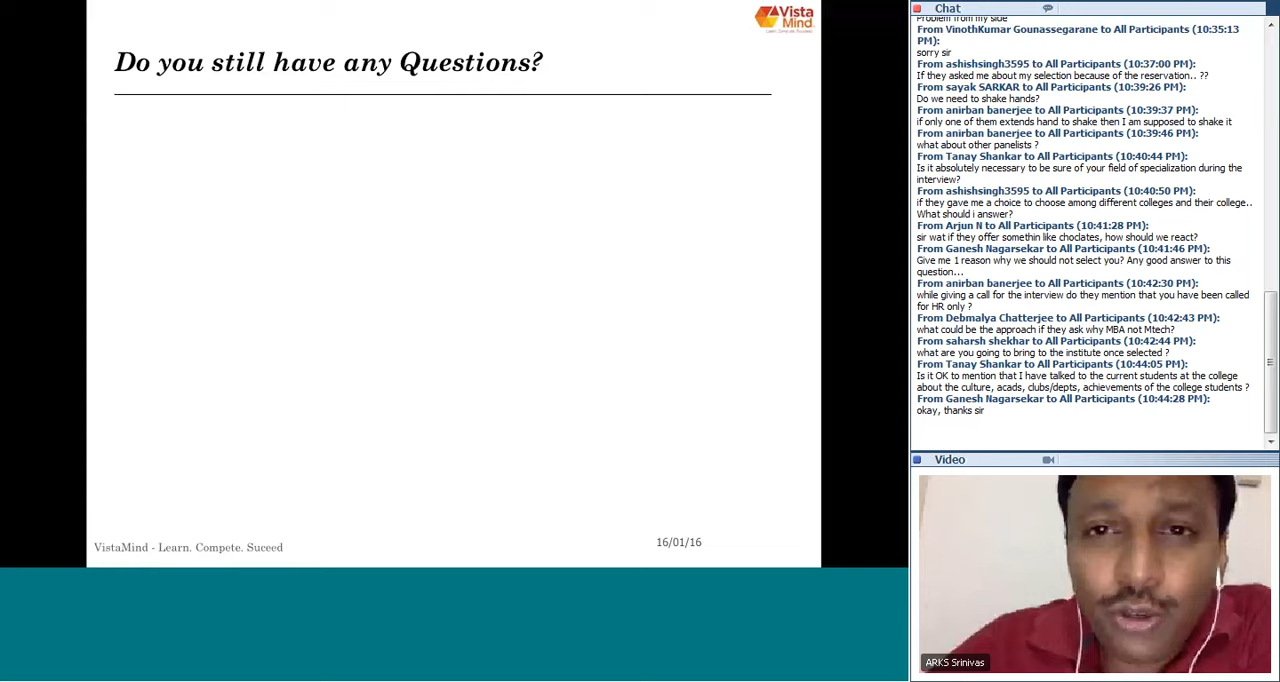 Vista
Mind
Do you still have any Questions?
VistaMind - Learn. Compete. Suceed
16/01/16
Chat
Problem from my side
From VinothKumar Gounassegarane to All Participants (10:35:13
PM):
sorry sir
From ashishsingh3595 to All Participants (10:37:00 PM):
If they asked me about my selection because of the reservation.. ??
From sayak SARKAR to All Participants (10:39:26 PM):
Do we need to shake hands?
From anirban banerjee to All Participants (10:39:37 PM):
if only one of them extends hand to shake then I am supposed to shake it
From anirban banerjee to All Participants (10:39:46 PM):
what about other panelists ?
From Tanay Shankar to All Participants (10:40:44 PM):
Is it absolutely necessary to be sure of your field of specialization during the
interview?
From ashishsingh3595 to All Participants (10:40:50 PM):
if they gave me a choice to choose among different colleges and their college..
What should i answer?
From Arjun N to All Participants (10:41:28 PM):
sir wat if they offer somethin like choclates, how should we react?
From Ganesh Nagarsekar to All Participants (10:41:46 PM):
Give me 1 reason why we should not select you? Any good answer to this
question...
From anirban banerjee to All Participants (10:42:30 PM):
while giving a call for the interview do they mention that you have been called
for HR only ?
From Debmalya Chatterjee to All Participants (10:42:43 PM):
what could be the approach if they ask why MBA not Mtech?
From saharsh shekhar to All Participants (10:42:44 PM):
what are you going to bring to the institute once selected ?
From Tanay Shankar to All Participants (10:44:05 PM):
Is it OK to mention that I have talked to the current students at the college
about the culture, acads, clubs/depts, achievements of the college students ?
From Ganesh Nagarsekar to All Participants (10:44:28 PM):
okay, thanks sir
Video
ARKS Srinivas